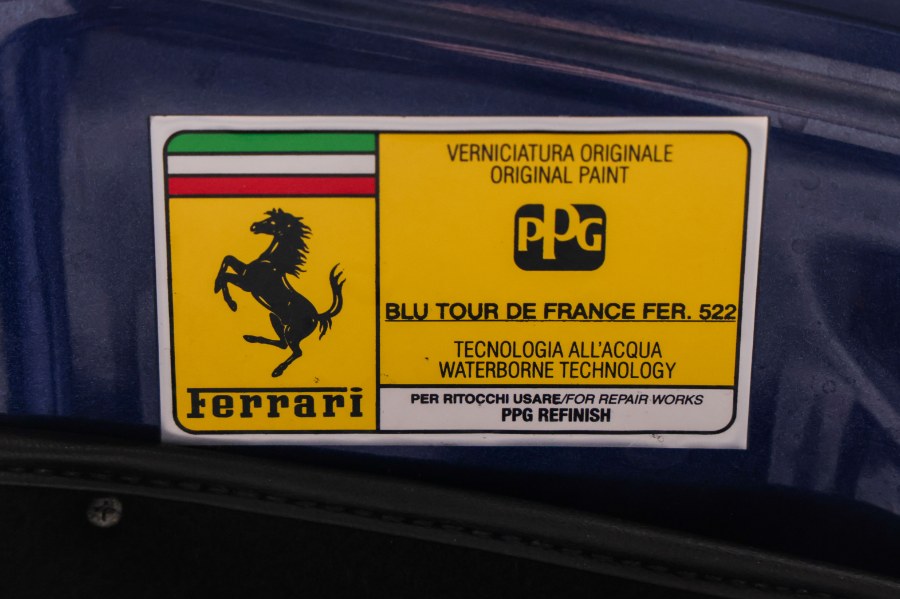 VERNICIATURA ORIGINALE
ORIGINAL PAINT
PPG
BLU TOUR DE FRANCE FER. 522
TECNOLOGIA ALL'ACQUA
WATERBORNE TECHNOLOGY
Ferrari
PER RITOCCHI USARE/FOR REPAIR WORKS
PPG REFINISH